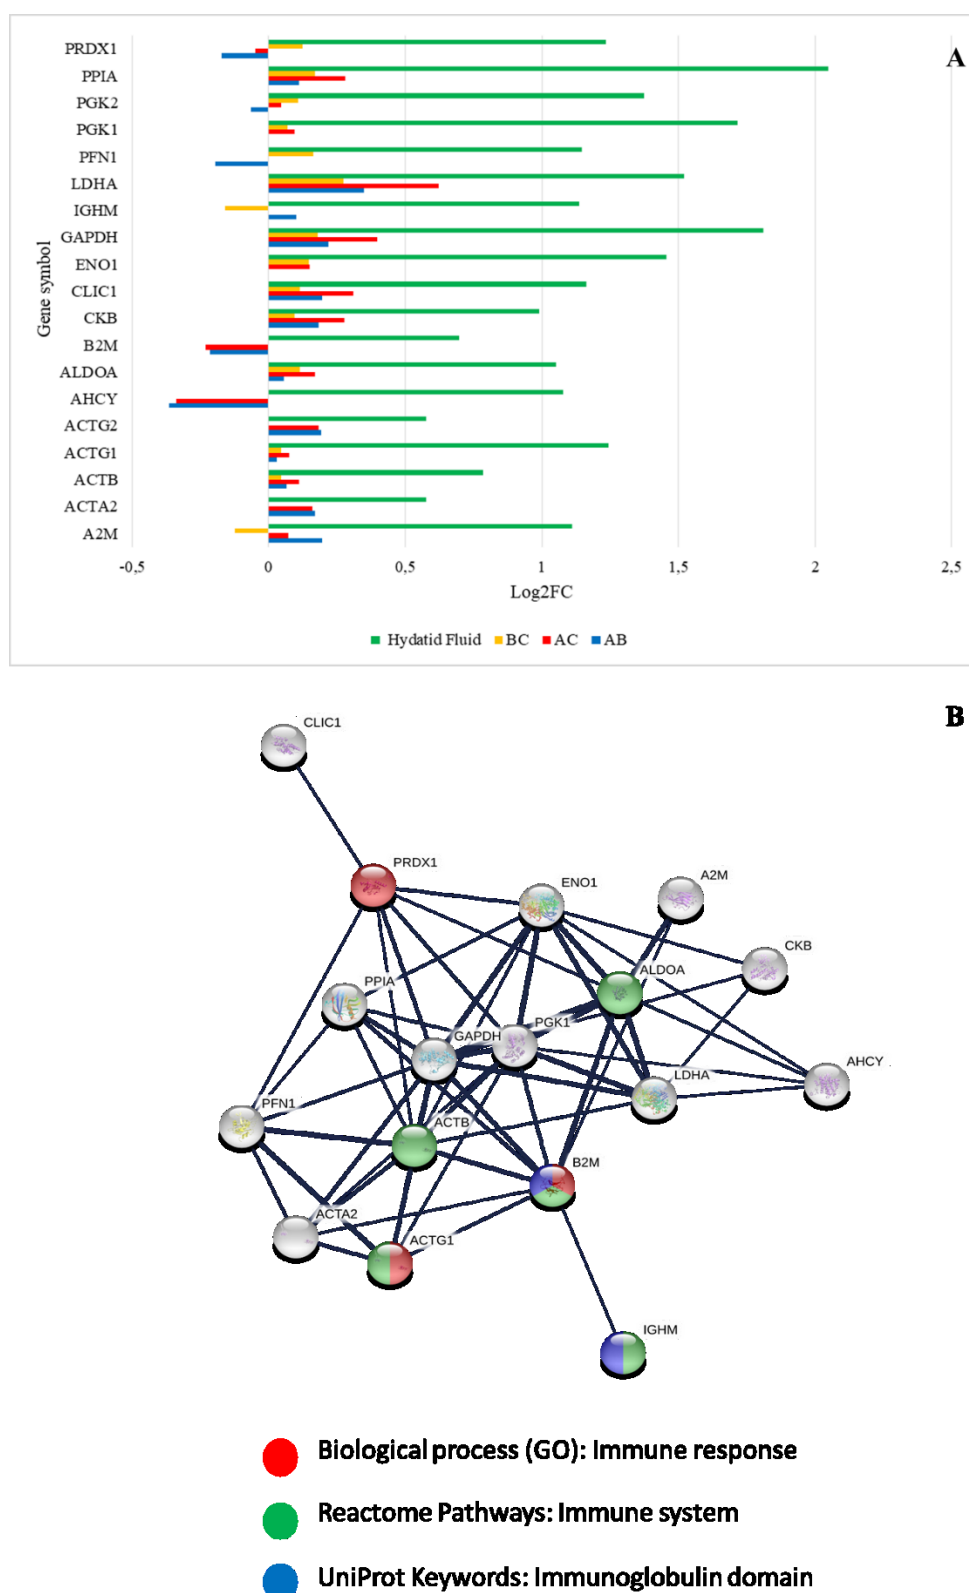 A
PRDX1
PPIA
PGK2
PGK1
PFN1
LDHA
IGHM
GAPDH
ENO1
CLIC1
CKB
B2M
ALDOA
AHCY
ACTG2
ACTG1
ACTB
ACTA2
A2M
Gene symbol
-0,5 0 0,5 1 1,5 2 2,5
Log2FC
Hydatid Fluid BC AC AB
B
CLIC1
PRDX1
ENO1
A2M
CKB
ALDOA
PPIA
PGK1
GAPDH
AHCY
LDHA
PFN1
ACTB
B2M
ACTA2
ACTG1
IGHM
Biological process (GO): Immune response
Reactome Pathways: Immune system
UniProt Keywords: Immunoglobulin domain